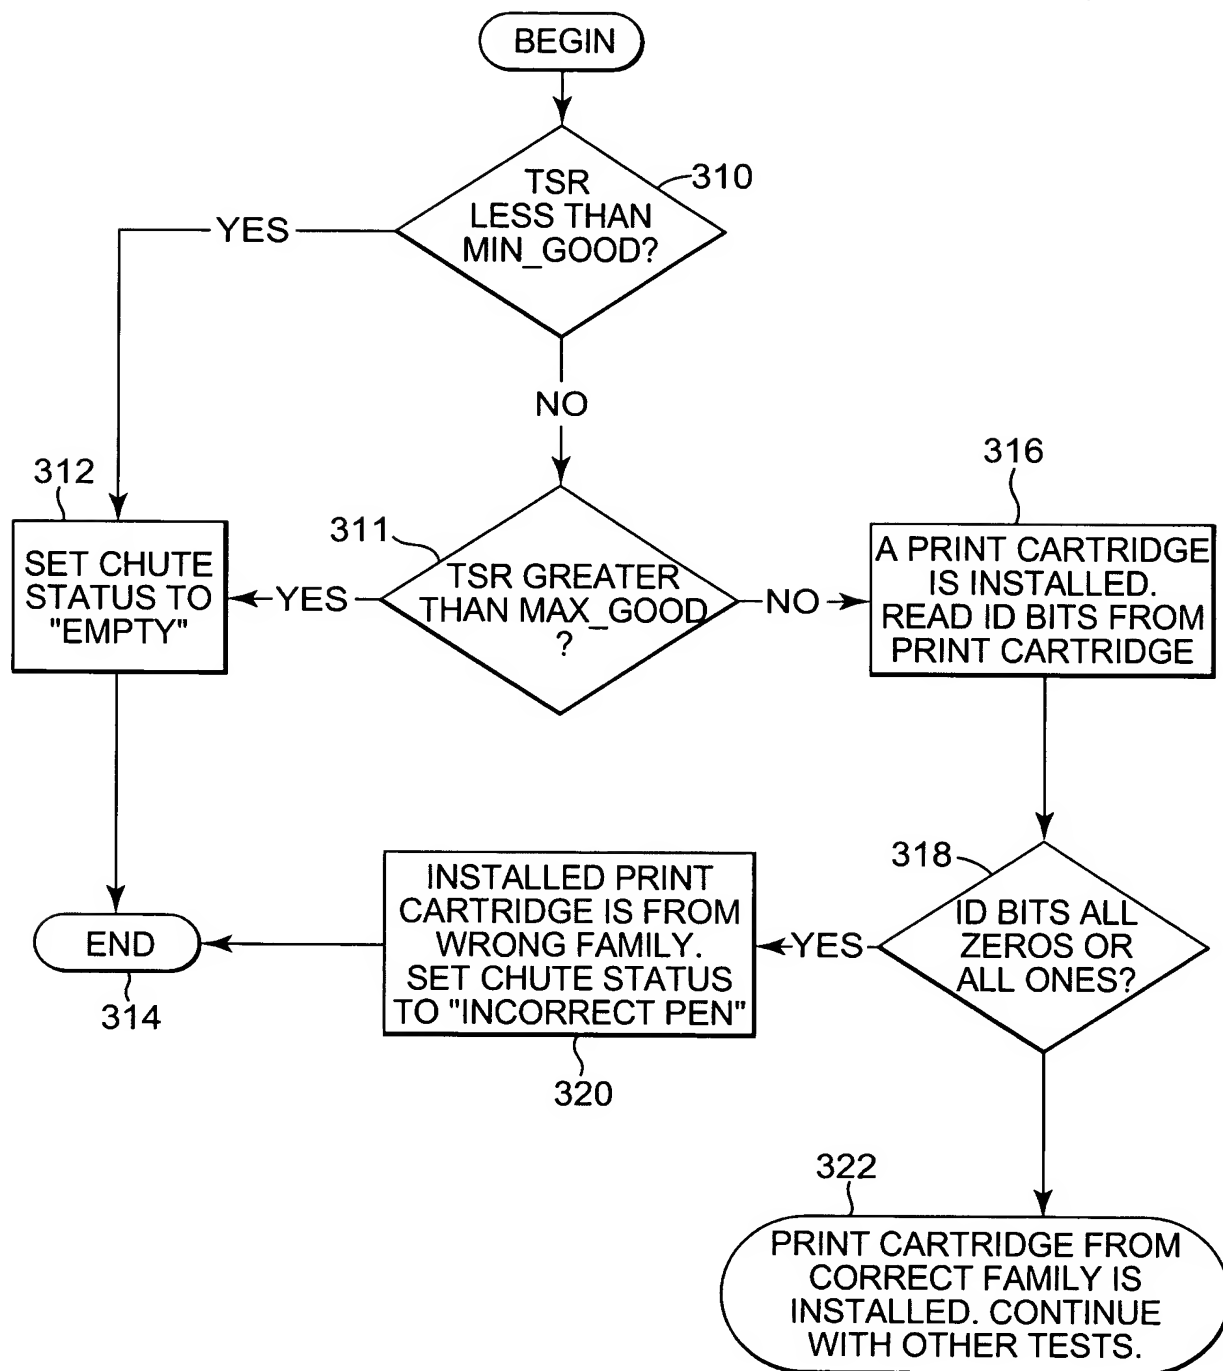 BEGIN
TSR
LESS THAN
MIN_GOOD?
310
YES
NO
312
SET CHUTE
STATUS TO
"EMPTY"
YES
311
TSR GREATER
THAN MAX_GOOD
?
NO
316
A PRINT CARTRIDGE
IS INSTALLED.
READ ID BITS FROM
PRINT CARTRIDGE
318
ID BITS ALL
ZEROS OR
ALL ONES?
YES
INSTALLED PRINT
CARTRIDGE IS FROM
WRONG FAMILY.
SET CHUTE STATUS
TO "INCORRECT PEN"
320
END
314
322
PRINT CARTRIDGE FROM
CORRECT FAMILY IS
INSTALLED. CONTINUE
WITH OTHER TESTS.